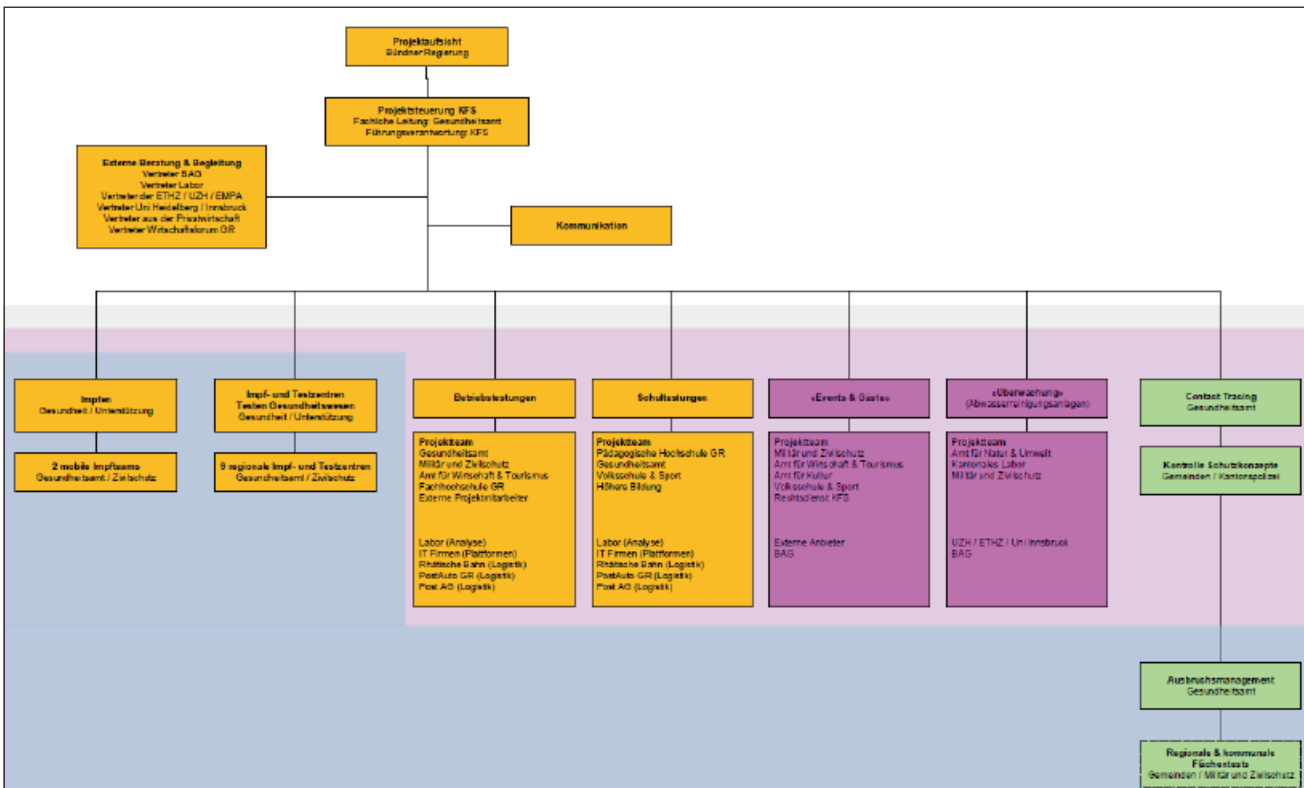 Projektaufsicht
Bündner Regierung
Projektsteuerung KFS
Fachliche Leitung: Gesundheitsamt
Führungsverantwortung: KFS
Externe Beratung & Begleitung
Vertreter BAG
Vertreter Labor
Vertreter der ETHZ / UZH / EMPA
Vertreter Uni Heidelberg / Innsbruck
Vertreter aus der Privatwirtschaft
Vertreter Wirtschaftsforum GR
Kommunikation
Impfen
Gesundheit / Unterstützung
2 mobile Impfteams
Gesundheitsamt / Zivilschutz
Impf- und Testzentren
Testen Gesundheitswesen
Gesundheit / Unterstützung
9 regionale Impf- und Testzentren
Gesundheitsamt / Zivilschutz
Betriebstestungen
Projektteam
Gesundheitsamt
Militär und Zivilschutz
Amt für Wirtschaft & Tourismus
Fachhochschule GR
Externe Projektmitarbeiter
Labor (Analyse)
IT Firmen (Plattformen)
Rhätische Bahn (Logistik)
PostAuto GR (Logistik)
Post AG (Logistik)
Schultestungen
Projektteam
Pädagogische Hochschule GR
Gesundheitsamt
Volksschule & Sport
Höhere Bildung
Labor (Analyse)
IT Firmen (Plattformen)
Rhätische Bahn (Logistik)
PostAuto GR (Logistik)
Post AG (Logistik)
«Events & Gäste»
Projektteam
Militär und Zivilschutz
Amt für Wirtschaft & Tourismus
Amt für Kultur
Volksschule & Sport
Rechtsdienst KFS
Externe Anbieter
BAG
«Überwachung»
(Abwasserreinigungsanlagen)
Projektteam
Amt für Natur & Umwelt
Kantonales Labor
Militär und Zivilschutz
UZH / ETHZ / Uni Innsbruck
BAG
Contact Tracing
Gesundheitsamt
Kontrolle Schutzkonzepte
Gemeinden / Kantonspolizei
Ausbruchsmanagement
Gesundheitsamt
Regionale & kommunale
Flächentests
Gemeinden / Militär und Zivilschutz